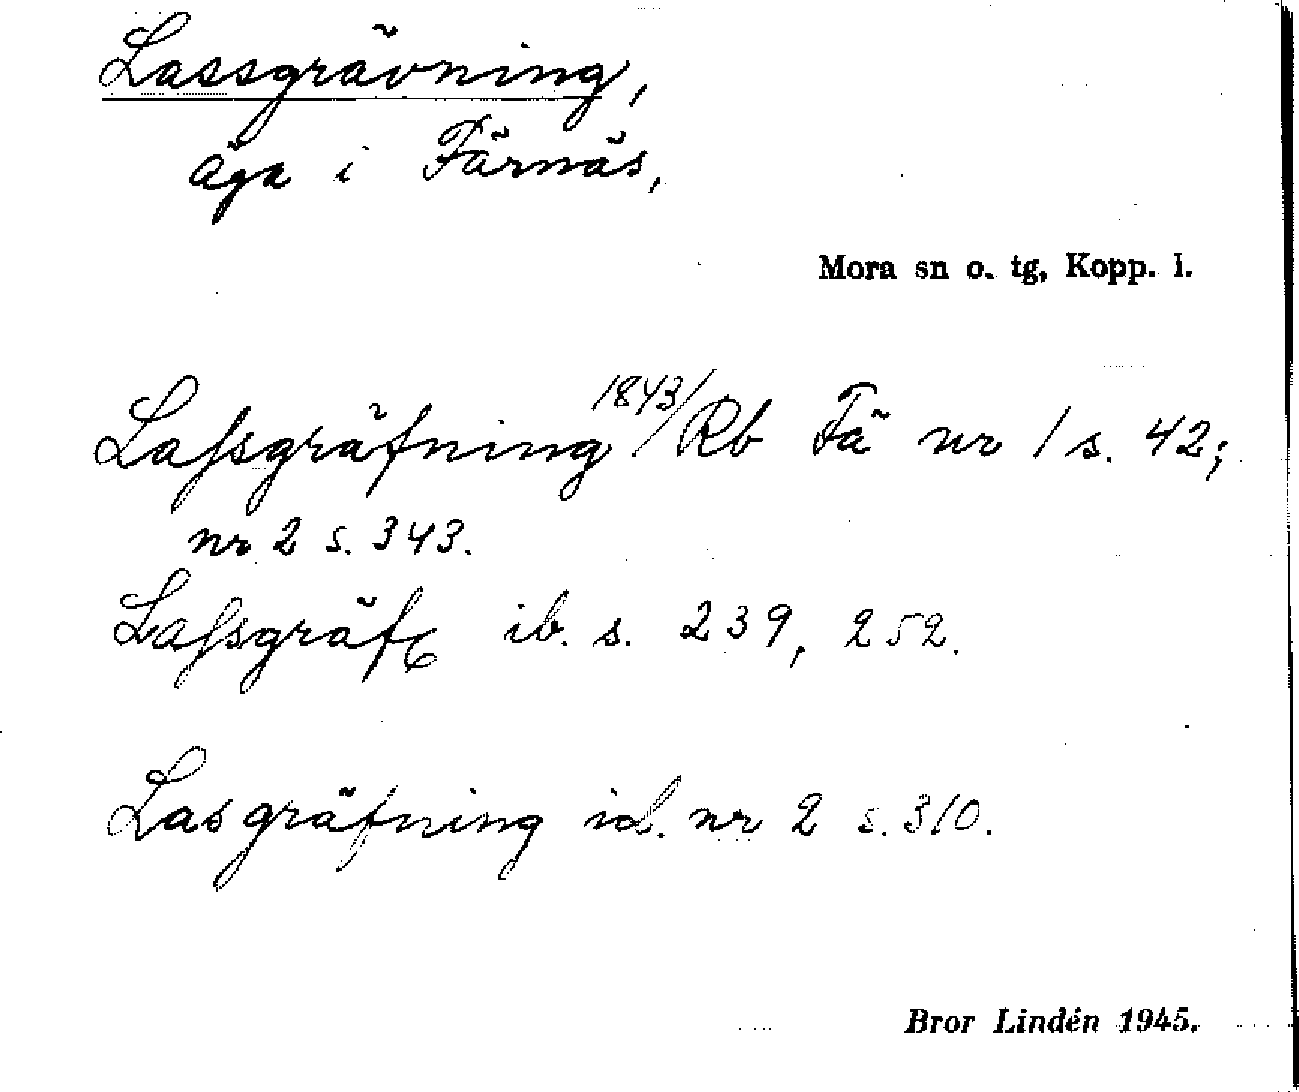 Lassgrävning,
äga i Färnäs,
Mora sn o. tg, Kopp. l.
Lassgräfning 1843/Rb Fä nr 1 s. 42;
nr 2 s. 343.
Lassgräf ib. s. 239, 252.
Lasgräfning id. nr 2 s. 310.
Bror Lindén 1945.